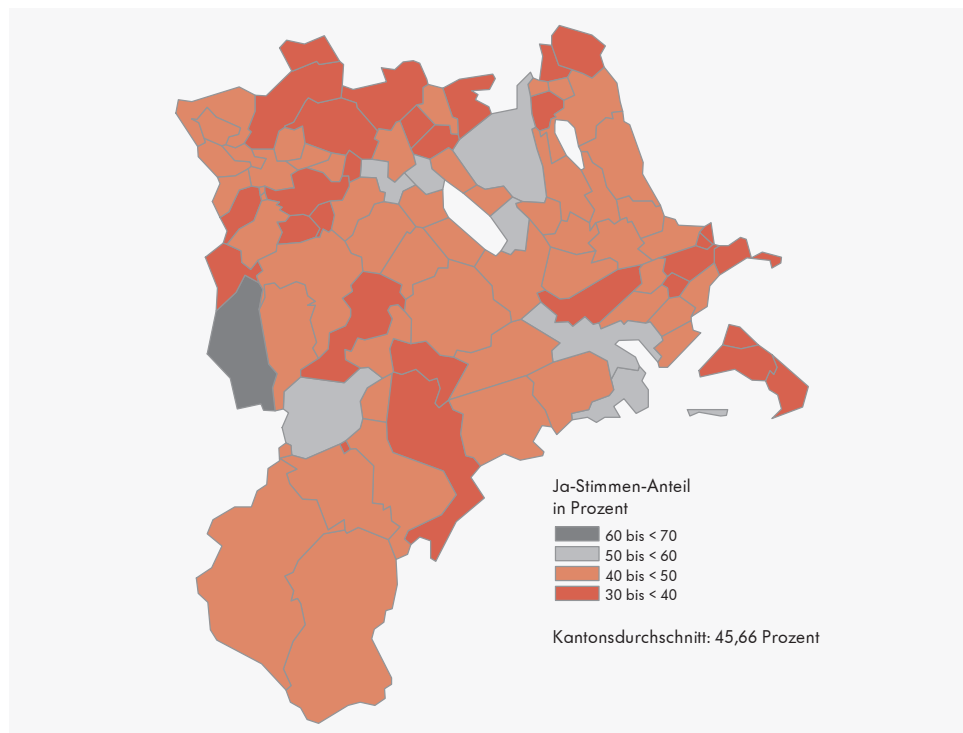 Ja-Stimmen-Anteil
in Prozent
60 bis < 70
50 bis < 60
40 bis < 50
30 bis < 40
Kantonsdurchschnitt: 45,66 Prozent